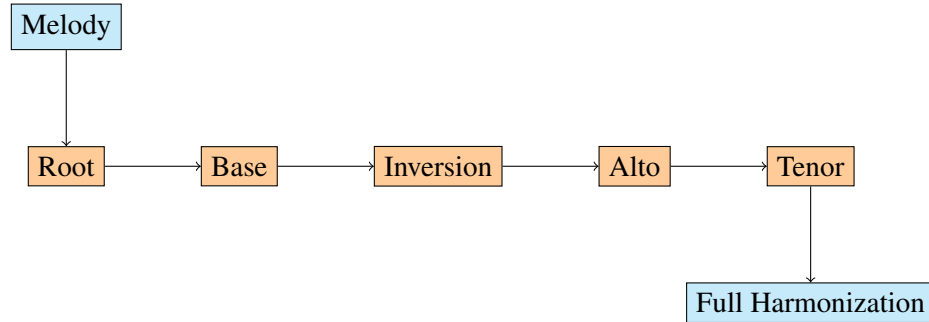 Melody
Root
Base
Inversion
Alto
Tenor
Full Harmonization